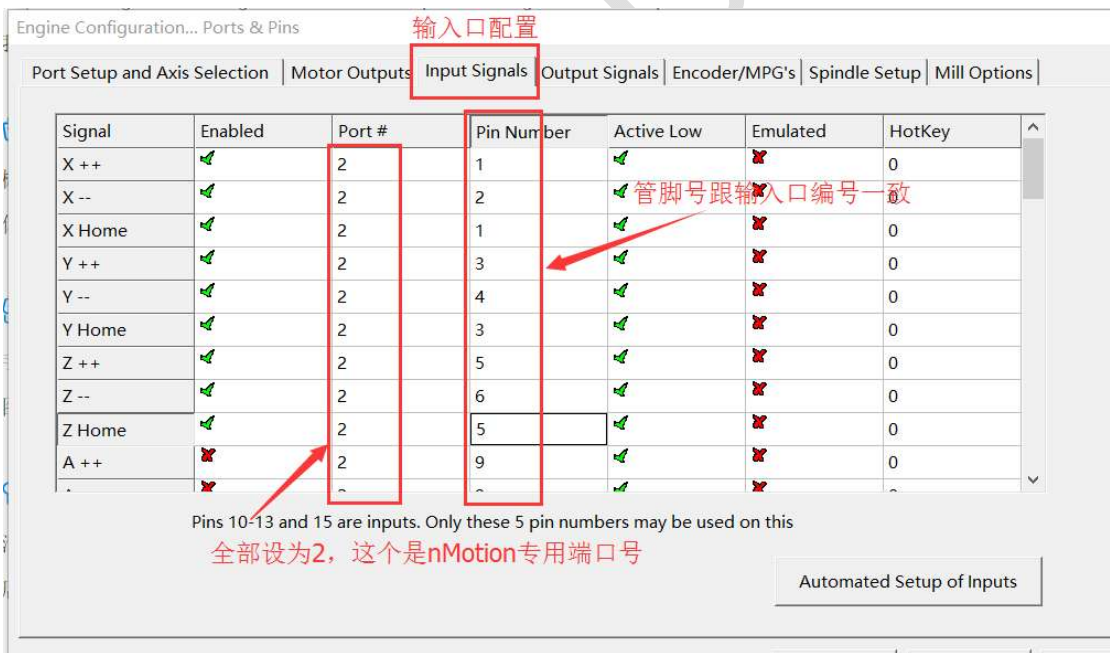 Engine Configuration... Ports & Pins
输入口配置
Port Setup and Axis Selection Motor Outputs Input Signals Output Signals Encoder/MPG's Spindle Setup Mill Options
Signal Enabled Port # Pin Number Active Low Emulated HotKey
X ++ 2 1 0
X -- 2 2 0
管脚号跟输入口编号一致
X Home 2 1 0
Y ++ 2 3 0
Y -- 2 4 0
Y Home 2 3 0
Z ++ 2 5 0
Z -- 2 6 0
Z Home 2 5 0
A ++ 2 9 0
Pins 10-13 and 15 are inputs. Only these 5 pin numbers may be used on this
全部设为2，这个是nMotion专用端口号
Automated Setup of Inputs